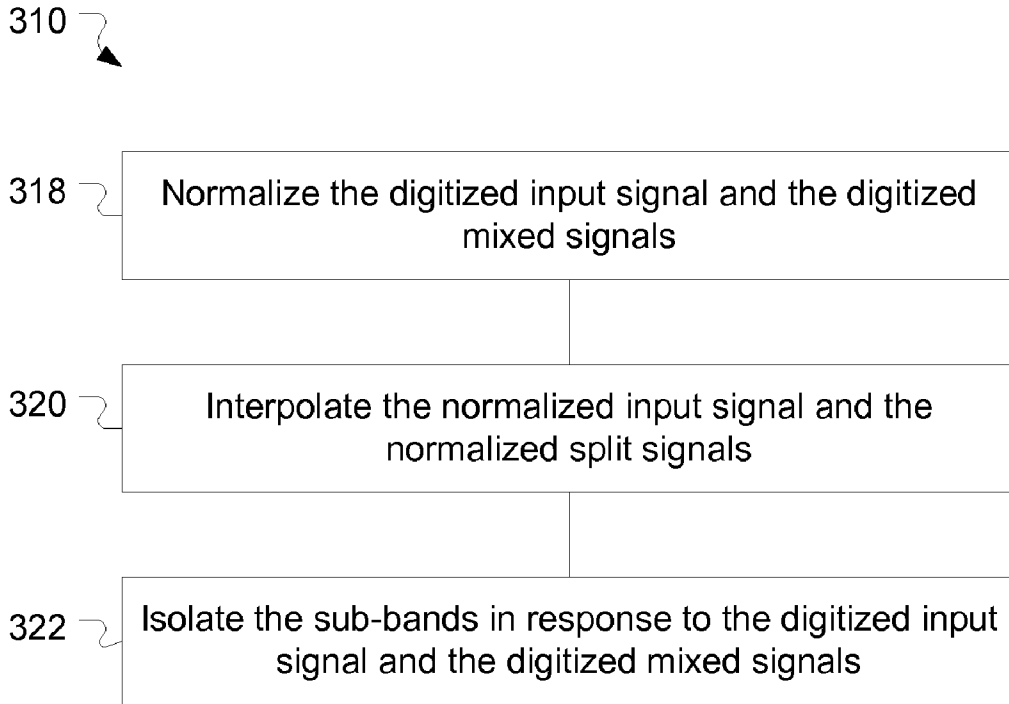 310
318
Normalize the digitized input signal and the digitized
mixed signals
320
Interpolate the normalized input signal and the
normalized split signals
322
Isolate the sub-bands in response to the digitized input
signal and the digitized mixed signals